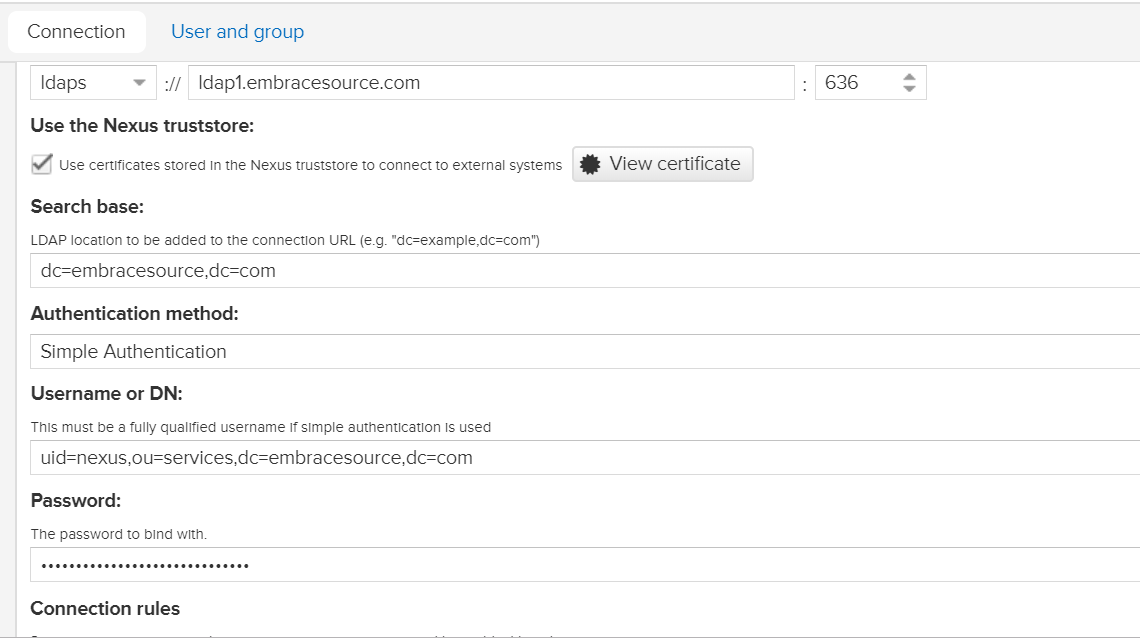 Connection User and group
ldaps :// ldap1.embracesource.com : 636
Use the Nexus truststore:
Use certificates stored in the Nexus truststore to connect to external systems View certificate
Search base:
LDAP location to be added to the connection URL (e.g. "dc=example,dc=com")
dc=embracesource,dc=com
Authentication method:
Simple Authentication
Username or DN:
This must be a fully qualified username if simple authentication is used
uid=nexus,ou=services,dc=embracesource,dc=com
Password:
The password to bind with.
Connection rules